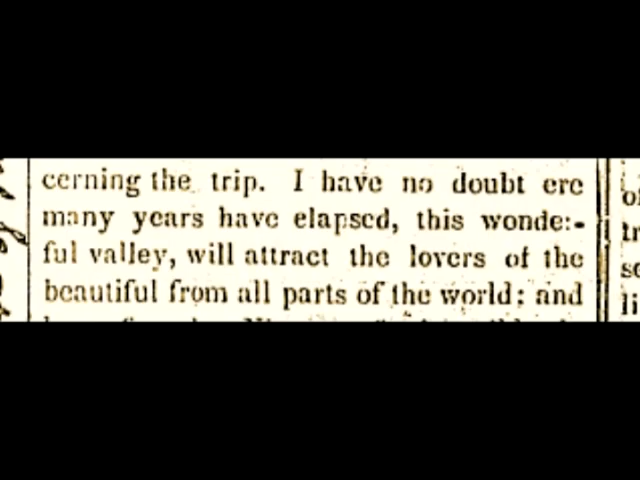 cerning the trip. I have no doubt ere
many years have elapsed, this wonder-
ful valley, will attract the lovers of the
beautiful from all parts of the world; and